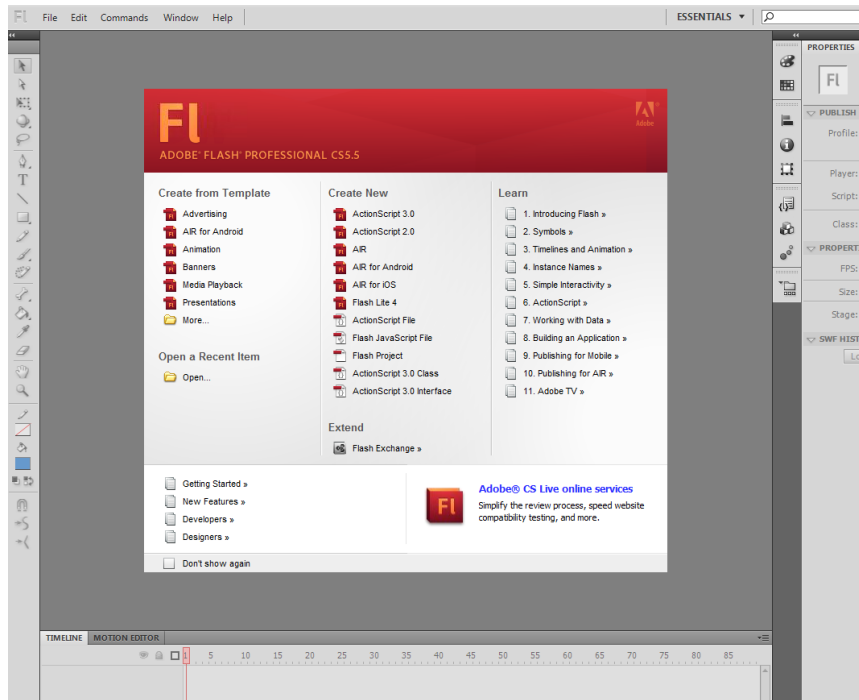 Fl File Edit Commands Window Help ESSENTIALS
PROPERTIES
Fl
PUBLISH
Profile:
Player:
Script:
Class:
PROPERT
FPS:
Size:
Stage:
SWF HIST
Lo
Fl
Adobe
ADOBE® FLASH® PROFESSIONAL CS5.5
Create from Template
Advertising
AIR for Android
Animation
Banners
Media Playback
Presentations
More...
Open a Recent Item
Open...
Create New
ActionScript 3.0
ActionScript 2.0
AIR
AIR for Android
AIR for iOS
Flash Lite 4
ActionScript File
Flash JavaScript File
Flash Project
ActionScript 3.0 Class
ActionScript 3.0 Interface
Extend
Flash Exchange »
Learn
1. Introducing Flash »
2. Symbols »
3. Timelines and Animation »
4. Instance Names »
5. Simple Interactivity »
6. ActionScript »
7. Working with Data »
8. Building an Application »
9. Publishing for Mobile »
10. Publishing for AIR »
11. Adobe TV »
Getting Started »
New Features »
Developers »
Designers »
Fl
Adobe® CS Live online services
Simplify the review process, speed website
compatibility testing, and more.
Don't show again
TIMELINE MOTION EDITOR
1 5 10 15 20 25 30 35 40 45 50 55 60 65 70 75 80 85